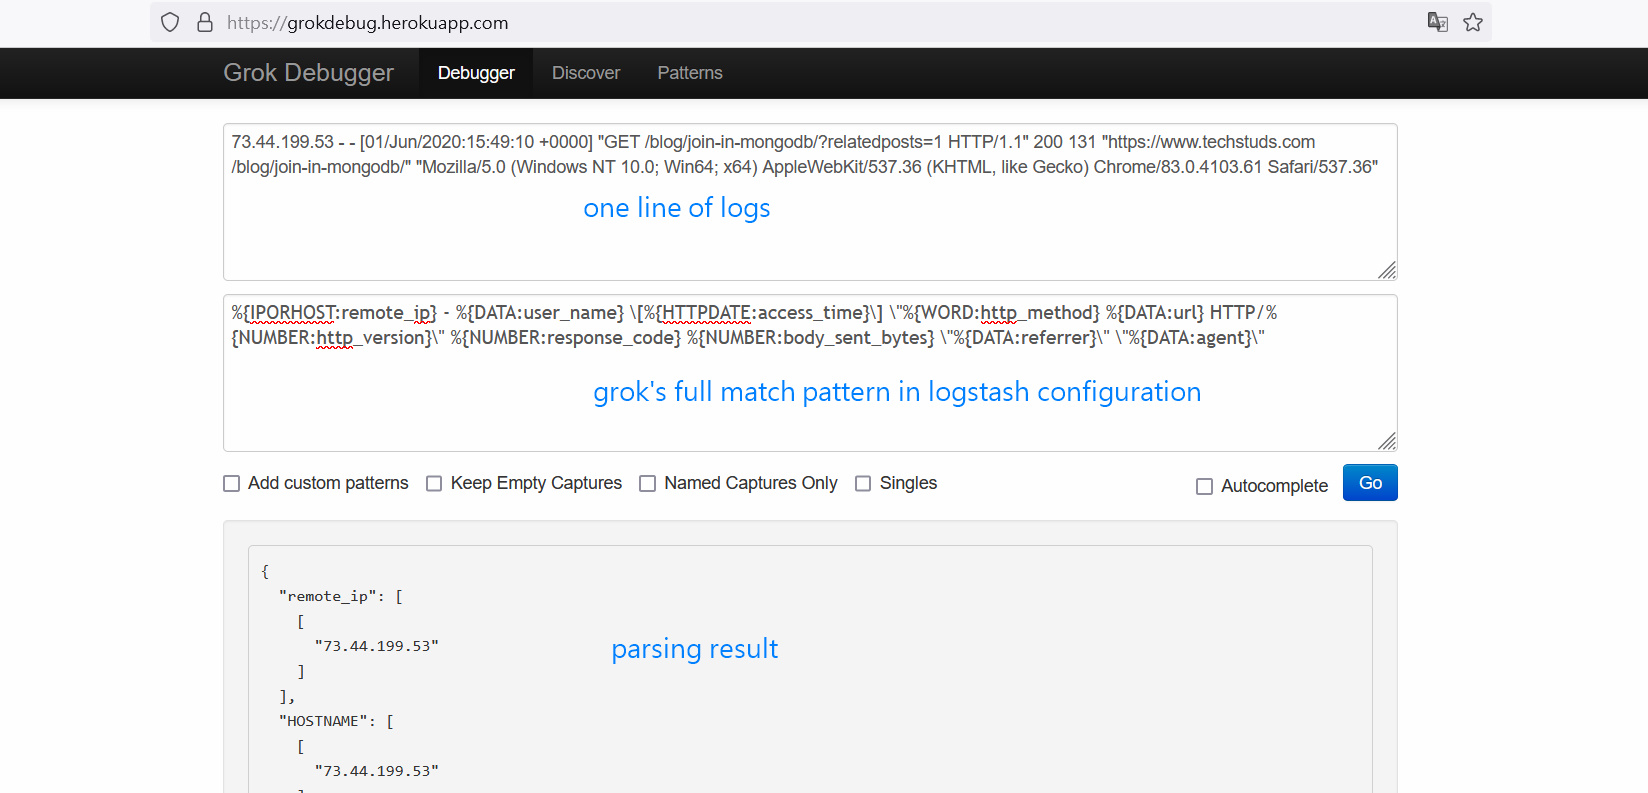 https://grokdebug.herokuapp.com
Grok Debugger Debugger Discover Patterns
73.44.199.53 - - [01/Jun/2020:15:49:10 +0000] "GET /blog/join-in-mongodb/?relatedposts=1 HTTP/1.1" 200 131 "https://www.techstuds.com
/blog/join-in-mongodb/" "Mozilla/5.0 (Windows NT 10.0; Win64; x64) AppleWebKit/537.36 (KHTML, like Gecko) Chrome/83.0.4103.61 Safari/537.36"
one line of logs
%{IPORHOST:remote_ip} - %{DATA:user_name} \[%{HTTPDATE:access_time}\] \"%{WORD:http_method} %{DATA:url} HTTP/%
{NUMBER:http_version}\" %{NUMBER:response_code} %{NUMBER:body_sent_bytes} \"%{DATA:referrer}\" \"%{DATA:agent}\"
grok's full match pattern in logstash configuration
Add custom patterns Keep Empty Captures Named Captures Only Singles Autocomplete Go
{
"remote_ip": [
[
"73.44.199.53"
]
],
"HOSTNAME": [
[
"73.44.199.53"
parsing result